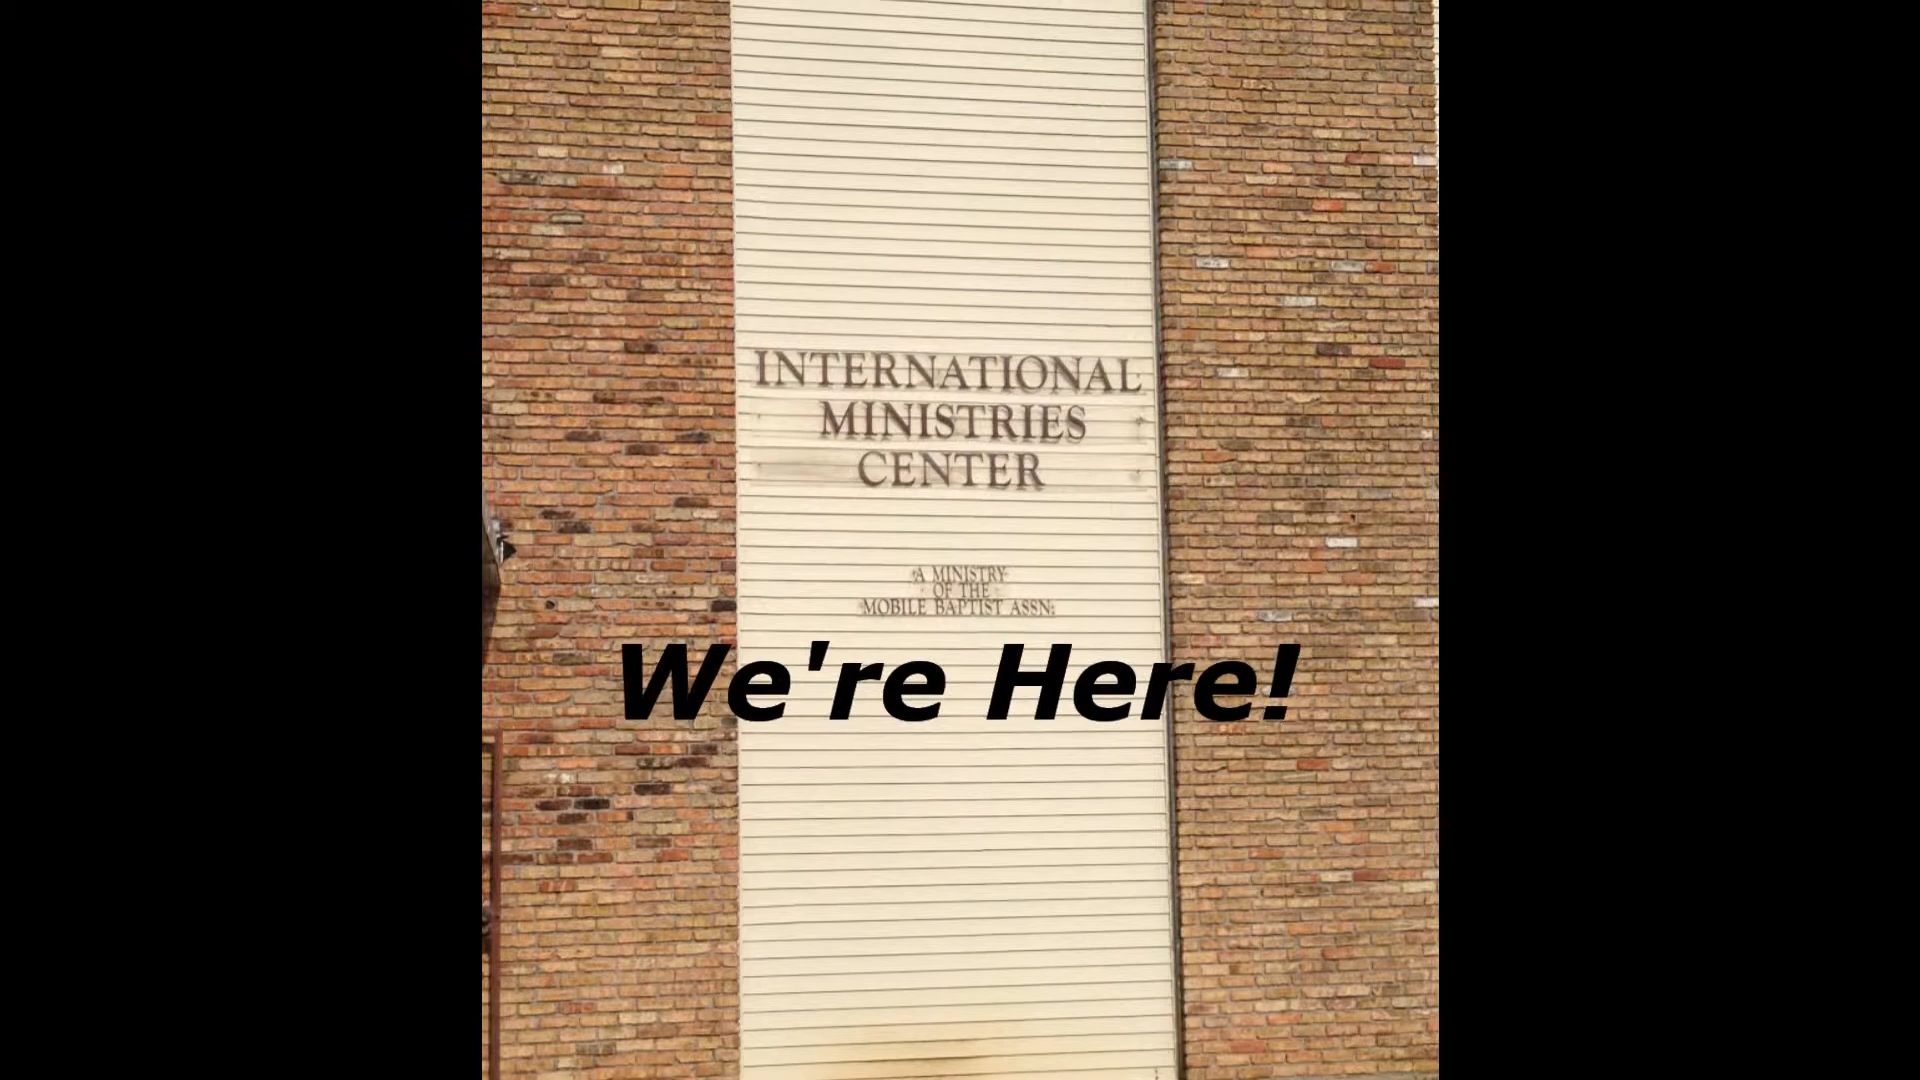 INTERNATIONAL
MINISTRIES
CENTER
A MINISTRY
OF THE
MOBILE BAPTIST ASSN.
We're Here!